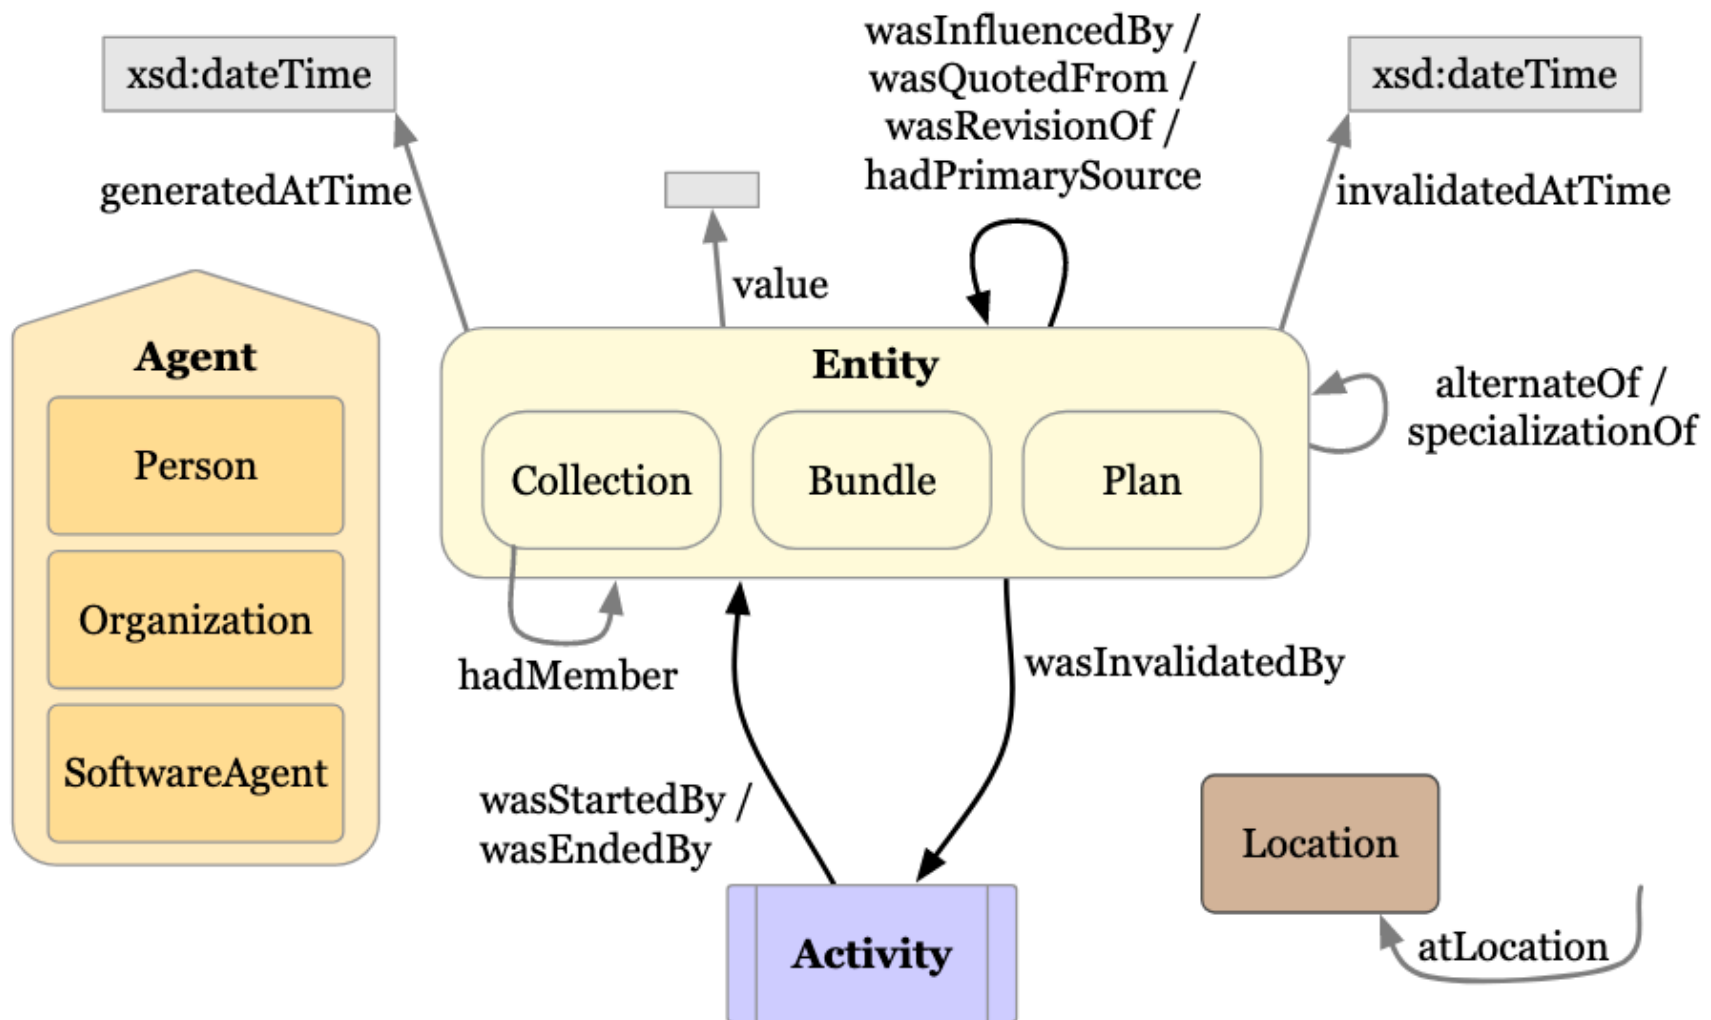 xsd:dateTime
wasInfluencedBy /
wasQuotedFrom /
wasRevisionOf /
hadPrimarySource
xsd:dateTime
generatedAtTime
invalidatedAtTime
value
Agent
Person
Organization
SoftwareAgent
Entity
Collection
Bundle
Plan
alternateOf /
specializationOf
hadMember
wasInvalidatedBy
wasStartedBy /
wasEndedBy
Location
atLocation
Activity